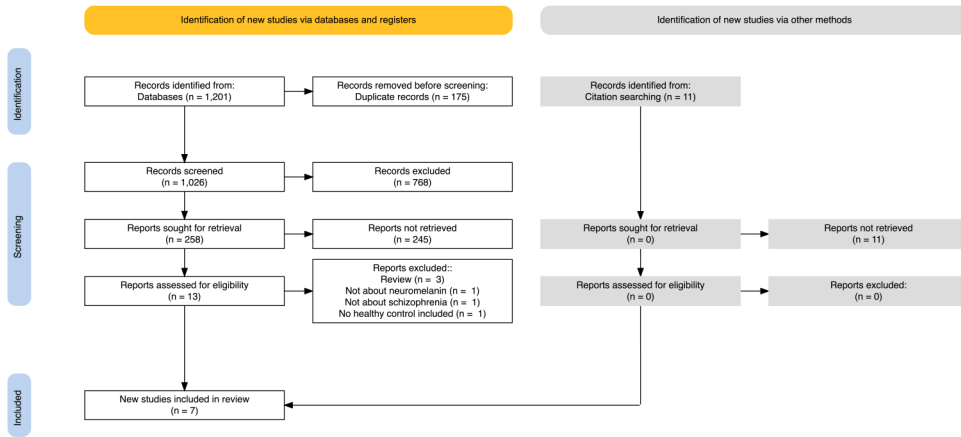 Identification of new studies via databases and registers
Identification of new studies via other methods
Identification
Records identified from:
Databases (n = 1,201)
Records removed before screening:
Duplicate records (n = 175)
Records identified from:
Citation searching (n = 11)
Screening
Records screened
(n = 1,026)
Records excluded
(n = 768)
Reports sought for retrieval
(n = 258)
Reports not retrieved
(n = 245)
Reports sought for retrieval
(n = 0)
Reports not retrieved
(n = 11)
Reports assessed for eligibility
(n = 13)
Reports excluded::
Review (n = 3)
Not about neuromelanin (n = 1)
Not about schizophrenia (n = 1)
No healthy control included (n = 1)
Reports assessed for eligibility
(n = 0)
Reports excluded:
(n = 0)
Included
New studies included in review
(n = 7)